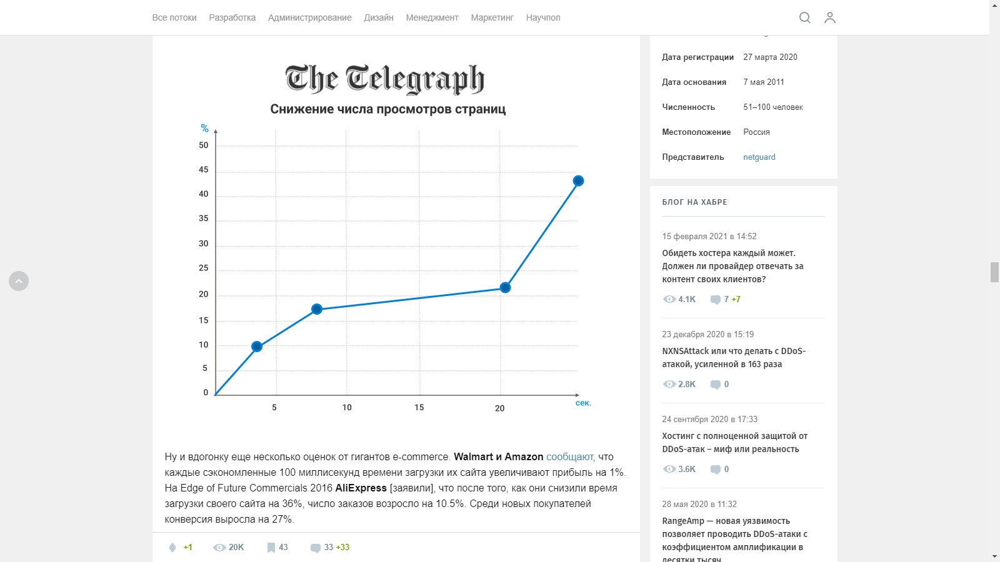 Все потоки Разработка Администрирование Дизайн Менеджмент Маркетинг Научпоп
The Telegraph
Снижение числа просмотров страниц
%
50
45
40
35
30
25
20
15
10
5
0
5 10 15 20
сек.
Ну и вдогонку еще несколько оценок от гигантов e-commerce. Walmart и Amazon сообщают, что
каждые сэкономленные 100 миллисекунд времени загрузки их сайта увеличивают прибыль на 1%.
На Edge of Future Commercials 2016 AliExpress [заявили], что после того, как они снизили время
загрузки своего сайта на 36%, число заказов возросло на 10.5%. Среди новых покупателей
конверсия выросла на 27%.
+1 20K 43 33 +33
Дата регистрации 27 марта 2020
Дата основания 7 мая 2011
Численность 51–100 человек
Местоположение Россия
Представитель netguard
БЛОГ НА ХАБРЕ
15 февраля 2021 в 14:52
Обидеть хостера каждый может.
Должен ли провайдер отвечать за
контент своих клиентов?
4.1K 7 +7
23 декабря 2020 в 15:19
NXNSAttack или что делать с DDoS-
атакой, усиленной в 163 раза
2.8K 0
24 сентября 2020 в 17:33
Хостинг с полноценной защитой от
DDoS-атак – миф или реальность
3.6K 0
28 мая 2020 в 11:32
RangeAmp — новая уязвимость
позволяет проводить DDoS-атаки с
коэффициентом амплификации в
десятки тысяч